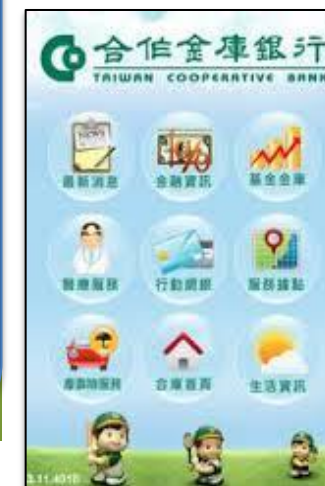 合作金庫銀行
TAIWAN COOPERATIVE BANK
NEWS
最新消息
金融資訊
基金金庫
醫療服務
行動網銀
服務據點
產壽險服務
合庫首頁
生活資訊
3.11.4010